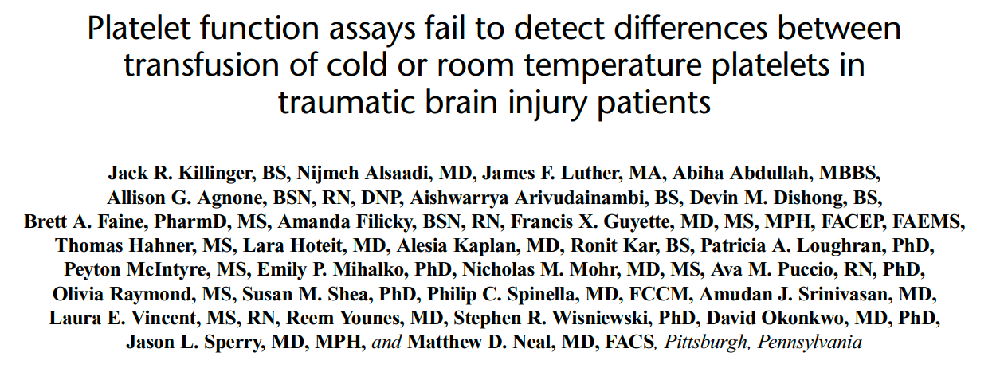 Platelet function assays fail to detect differences between
transfusion of cold or room temperature platelets in
traumatic brain injury patients
Jack R. Killinger, BS, Nijmeh Alsaadi, MD, James F. Luther, MA, Abiha Abdullah, MBBS,
Allison G. Agnone, BSN, RN, DNP, Aishwarrya Arivudainambi, BS, Devin M. Dishong, BS,
Brett A. Faine, PharmD, MS, Amanda Filicky, BSN, RN, Francis X. Guyette, MD, MS, MPH, FACEP, FAEMS,
Thomas Hahner, MS, Lara Hoteit, MD, Alesia Kaplan, MD, Ronit Kar, BS, Patricia A. Loughran, PhD,
Peyton McIntyre, MS, Emily P. Mihalko, PhD, Nicholas M. Mohr, MD, MS, Ava M. Puccio, RN, PhD,
Olivia Raymond, MS, Susan M. Shea, PhD, Philip C. Spinella, MD, FCCM, Amudan J. Srinivasan, MD,
Laura E. Vincent, MS, RN, Reem Younes, MD, Stephen R. Wisniewski, PhD, David Okonkwo, MD, PhD,
Jason L. Sperry, MD, MPH, and Matthew D. Neal, MD, FACS, Pittsburgh, Pennsylvania